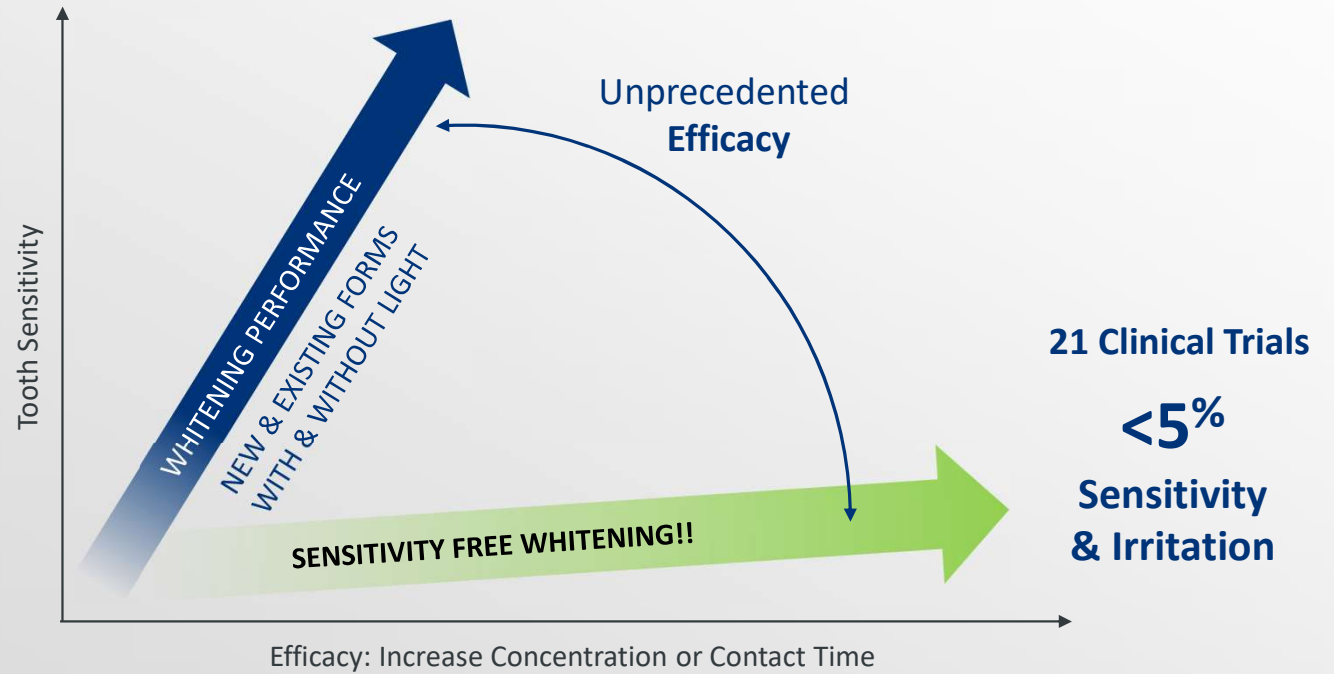 Unprecedented
Efficacy
Tooth Sensitivity
WHITENING PERFORMANCE
NEW & EXISTING FORMS
WITH & WITHOUT LIGHT
21 Clinical Trials
<5%
Sensitivity
& Irritation
SENSITIVITY FREE WHITENING!!
Efficacy: Increase Concentration or Contact Time